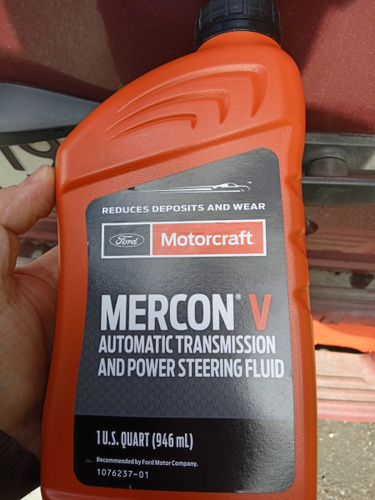 REDUCES DEPOSITS AND WEAR
Ford Motorcraft
MERCON® V
AUTOMATIC TRANSMISSION
AND POWER STEERING FLUID
1 U.S. QUART (946 mL)
Recommended by Ford Motor Company.
1076237-01